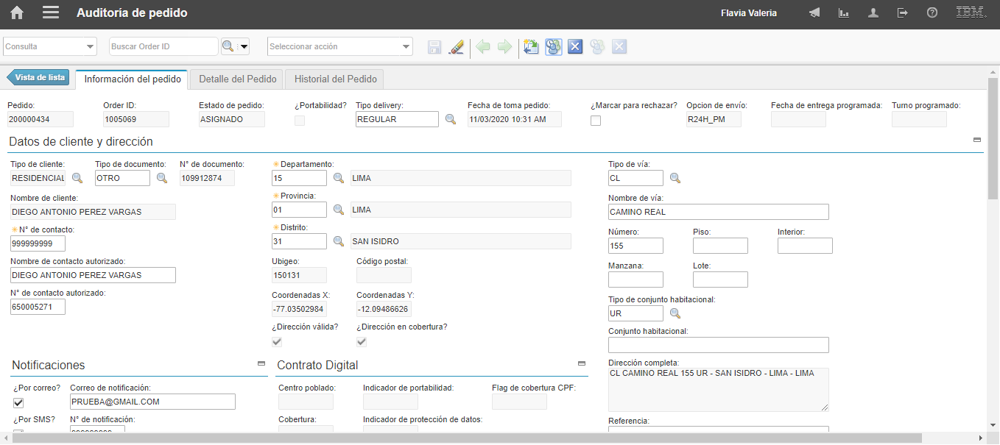 Auditoría de pedido
Flavia Valeria
IBM.
Consulta
Buscar Order ID
Seleccionar acción
Vista de lista
Información del pedido
Detalle del Pedido
Historial del Pedido
Pedido:
Order ID:
Estado de pedido:
¿Portabilidad?
Tipo delivery:
Fecha de toma pedido:
¿Marcar para rechazar?
Opcion de envío:
Fecha de entrega programada:
Turno programado:
200000434
1005069
ASIGNADO
REGULAR
11/03/2020 10:31 AM
R24H_PM
Datos de cliente y dirección
Tipo de cliente:
Tipo de documento:
N° de documento:
RESIDENCIAL
OTRO
109912874
Nombre de cliente:
DIEGO ANTONIO PEREZ VARGAS
N° de contacto:
999999999
Nombre de contacto autorizado:
DIEGO ANTONIO PEREZ VARGAS
N° de contacto autorizado:
650005271
Departamento:
15
LIMA
Provincia:
01
LIMA
Distrito:
31
SAN ISIDRO
Ubigeo:
Código postal:
150131
Coordenadas X:
Coordenadas Y:
-77.03502984
-12.09486626
¿Dirección válida?
¿Dirección en cobertura?
Tipo de vía:
CL
Nombre de vía:
CAMINO REAL
Número:
Piso:
Interior:
155
Manzana:
Lote:
Tipo de conjunto habitacional:
UR
Conjunto habitacional:
Dirección completa:
CL CAMINO REAL 155 UR - SAN ISIDRO - LIMA - LIMA
Referencia:
Notificaciones
¿Por correo?
Correo de notificación:
PRUEBA@GMAIL.COM
¿Por SMS?
N° de notificación:
Contrato Digital
Centro poblado:
Indicador de portabilidad:
Flag de cobertura CPF:
Cobertura:
Indicador de protección de datos: